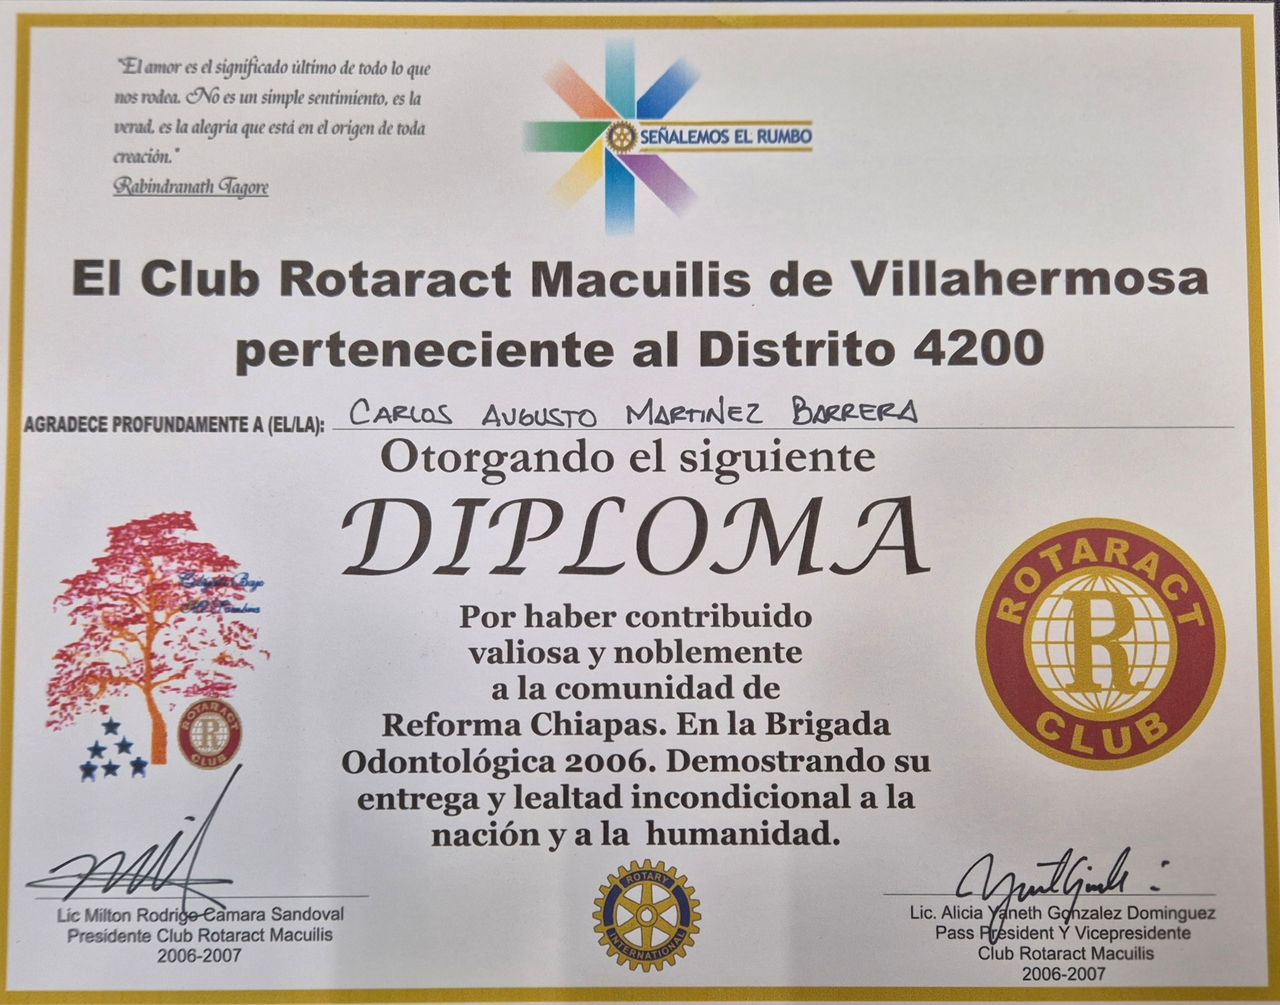 "El amor es el significado último de todo lo que
nos rodea. No es un simple sentimiento, es la
verad, es la alegria que está en el origen de toda
creación."
Rabindranath Tagore
SEÑALEMOS EL RUMBO
El Club Rotaract Macuilis de Villahermosa
perteneciente al Distrito 4200
AGRADECE PROFUNDAMENTE A (EL/LA): CARLOS AUGUSTO MARTINEZ BARRERA
Otorgando el siguiente
DIPLOMA
Por haber contribuido
valiosa y noblemente
a la comunidad de
Reforma Chiapas. En la Brigada
Odontológica 2006. Demostrando su
entrega y lealtad incondicional a la
nación y a la humanidad.
Bajo
ROTARACT
R
CLUB
ROTARACT
R
CLUB
ROTARY
INTERNATIONAL
Lic Milton Rodrigo Camara Sandoval
Presidente Club Rotaract Macuilis
2006-2007
Lic. Alicia Yaneth Gonzalez Dominguez
Pass President Y Vicepresidente
Club Rotaract Macuilis
2006-2007